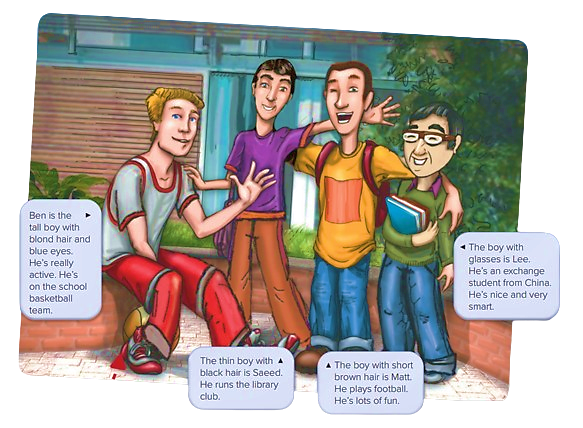 Ben is the
tall boy with
blond hair and
blue eyes.
He's really
active. He's
on the school
basketball
team.
The boy with
glasses is Lee.
He's an exchange
student from China.
He's nice and very
smart.
The thin boy with
black hair is Saeed.
He runs the library
club.
The boy with short
brown hair is Matt.
He plays football.
He's lots of fun.